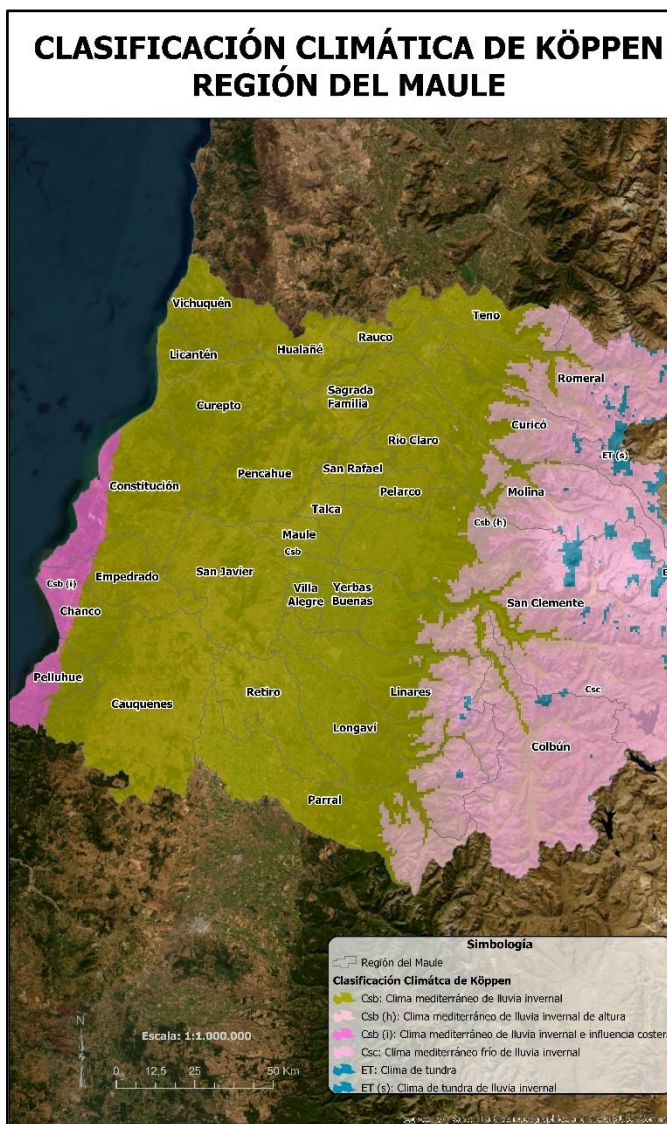 CLASIFICACIÓN CLIMÁTICA DE KÖPPEN
REGIÓN DEL MAULE
Vichuquén
Teno
Rauco
Hualañé
Licantén
Romeral
Sagrada
Familia
Curepto
Curicó
Río Claro
ET (s)
San Rafael
Pencahue
Constitución
Pelarco
Molina
Talca
Csb (h)
Maule
Csb
San Javier
Empedrado
Csb (i)
Villa
Alegre
Yerbas
Buenas
San Clemente
Chanco
Pelluhue
Linares
Csc
Retiro
Cauquenes
Longaví
Colbún
Parral
Simbología
Región del Maule
Clasificación Climátca de Köppen
Csb: Clima mediterráneo de lluvia invernal
Csb (h): Clima mediterráneo de lluvia invernal de altura
Csb (i): Clima mediterráneo de lluvia invernal e influencia costera
Csc: Clima mediterráneo frío de lluvia invernal
ET: Clima de tundra
ET (s): Clima de tundra de lluvia invernal
N
Escala: 1:1.000.000
0 12,5 25 50 Km